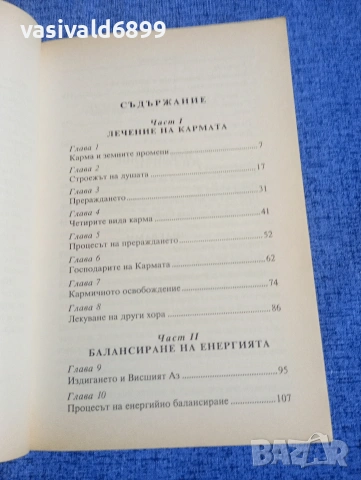 vasivald6899
СЪДЪРЖАНИЕ
Част I
ЛЕЧЕНИЕ НА КАРМАТА
Глава 1
Карма и земните промени 7
Глава 2
Строежът на душата 17
Глава 3
Прераждането 31
Глава 4
Четирите вида карма 41
Глава 5
Процесът на прераждането 52
Глава 6
Господарите на Кармата 62
Глава 7
Кармичното освобождение 74
Глава 8
Лекуване на други хора 86
Част II
БАЛАНСИРАНЕ НА ЕНЕРГИЯТА
Глава 9
Издигането и Висшият Аз 95
Глава 10
Процесът на енергийно балансиране 107
BAZAR